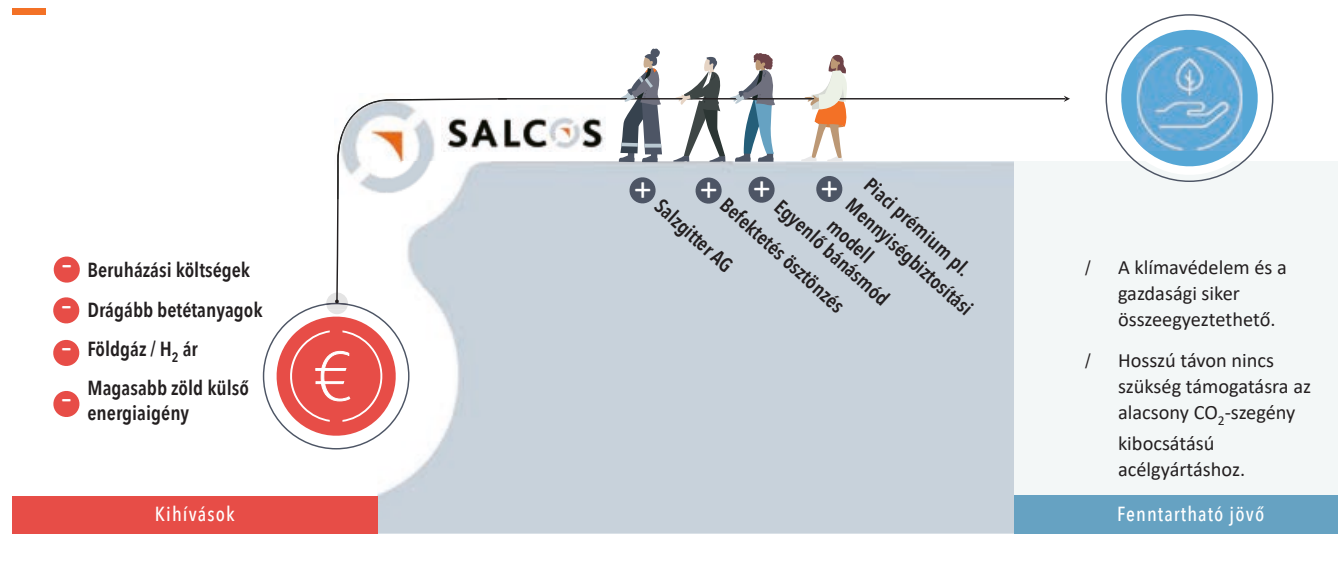 SALCOS
+ Salzgitter AG
+ Befektetés ösztönzés
+ Egyenlő bánásmód
+ Piaci prémium pl.
Mennyiségbiztosítási
modell
- Beruházási költségek
- Drágább betétanyagok
- Földgáz / H₂ ár
- Magasabb zöld külső
energiaigény
€
Kihívások
/ A klímavédelem és a
gazdasági siker
összeegyeztethető.
/ Hosszú távon nincs
szükség támogatásra az
alacsony CO₂-szegény
kibocsátású
acélgyártáshoz.
Fenntartható jövő